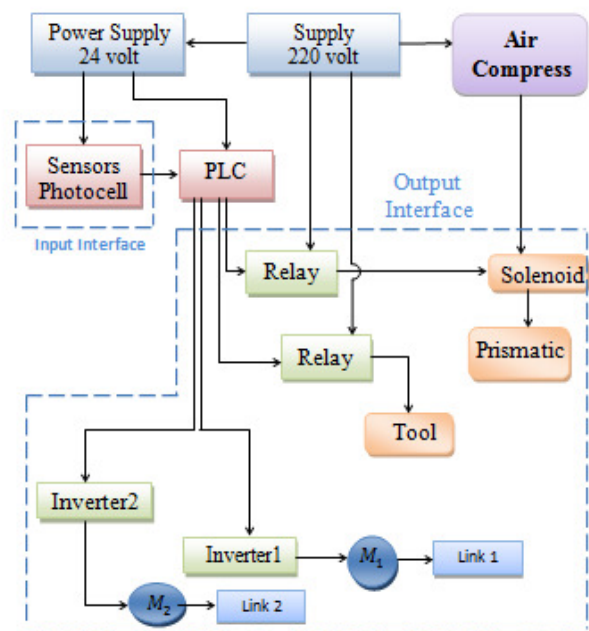 Power Supply
24 volt
Supply
220 volt
Air
Compress
Sensors
Photocell
PLC
Input Interface
Output
Interface
Relay
Solenoid
Relay
Prismatic
Tool
Inverter2
Inverter1
M1
Link 1
M2
Link 2